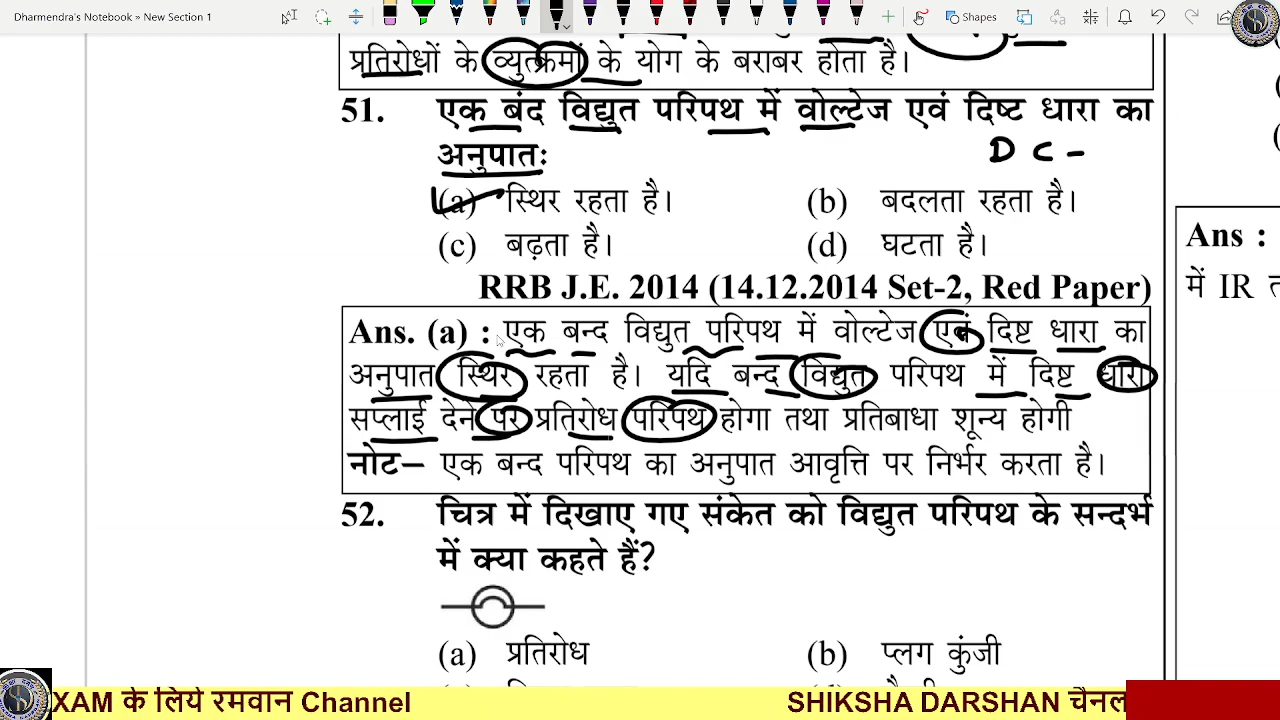 Dharmendra's Notebook » New Section 1
Shapes
प्रतिरोधों के व्युत्क्रमों के योग के बराबर होता है।
51. एक बंद विद्युत परिपथ में वोल्टेज एवं दिष्ट धारा का
अनुपातः
D C -
(a) स्थिर रहता है। (b) बदलता रहता है।
(c) बढ़ता है। (d) घटता है।
RRB J.E. 2014 (14.12.2014 Set-2, Red Paper)
Ans. (a) : एक बन्द विद्युत परिपथ में वोल्टेज एवं दिष्ट धारा का
अनुपात स्थिर रहता है। यदि बन्द विद्युत परिपथ में दिष्ट धारा
सप्लाई देने पर प्रतिरोध परिपथ होगा तथा प्रतिबाधा शून्य होगी
नोट– एक बन्द परिपथ का अनुपात आवृत्ति पर निर्भर करता है।
52. चित्र में दिखाए गए संकेत को विद्युत परिपथ के सन्दर्भ
में क्या कहते हैं?
(a) प्रतिरोध (b) प्लग कुंजी
Ans :
में IR
XAM के लिये रमवान Channel
SHIKSHA DARSHAN चैनल